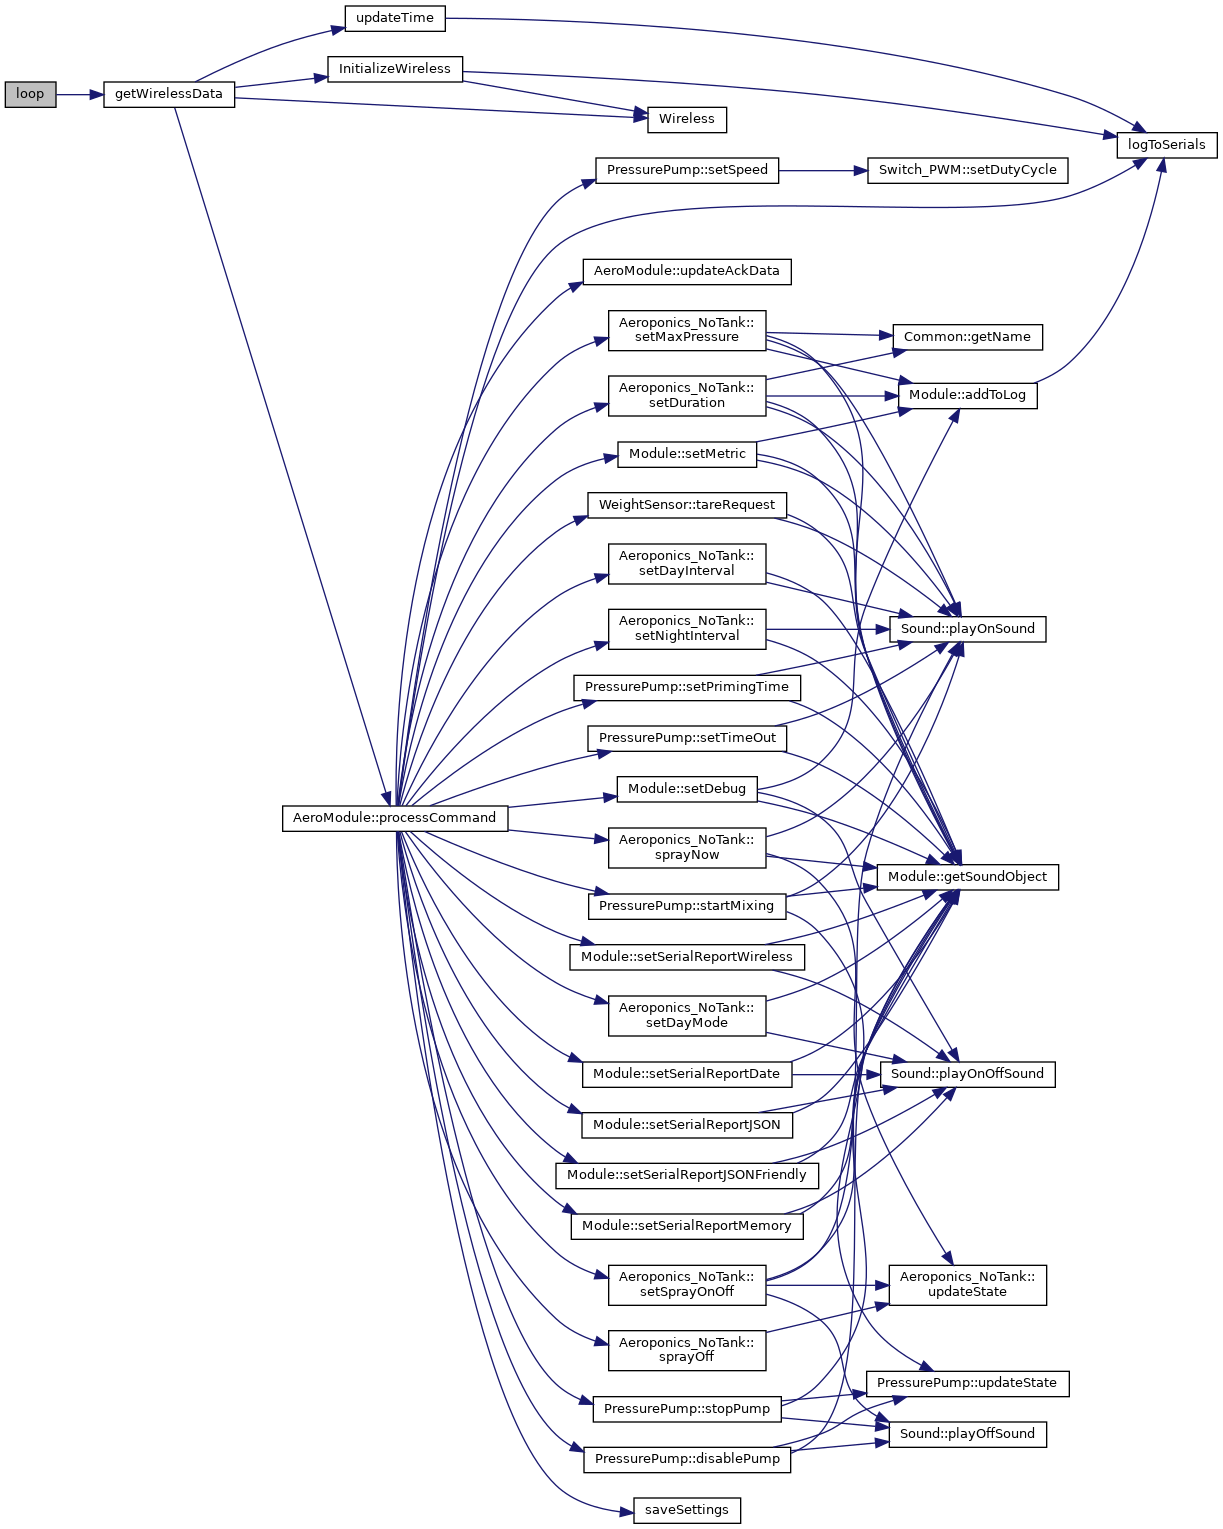 updateTime
InitializeWireless
loop
getWirelessData
Wireless
logToSerials
PressurePump::setSpeed
Switch_PWM::setDutyCycle
AeroModule::updateAckData
Aeroponics_NoTank::
setMaxPressure
Common::getName
Aeroponics_NoTank::
setDuration
Module::addToLog
Module::setMetric
WeightSensor::tareRequest
Aeroponics_NoTank::
setDayInterval
Aeroponics_NoTank::
setNightInterval
Sound::playOnSound
PressurePump::setPrimingTime
PressurePump::setTimeOut
Module::setDebug
AeroModule::processCommand
Aeroponics_NoTank::
sprayNow
Module::getSoundObject
PressurePump::startMixing
Module::setSerialReportWireless
Aeroponics_NoTank::
setDayMode
Module::setSerialReportDate
Sound::playOnOffSound
Module::setSerialReportJSON
Module::setSerialReportJSONFriendly
Module::setSerialReportMemory
Aeroponics_NoTank::
setSprayOnOff
Aeroponics_NoTank::
updateState
Aeroponics_NoTank::
sprayOff
PressurePump::updateState
PressurePump::stopPump
Sound::playOffSound
PressurePump::disablePump
saveSettings